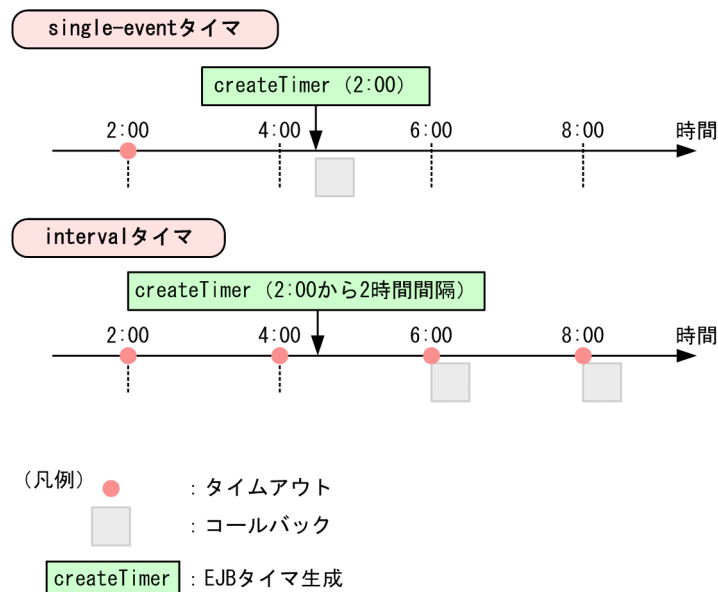 single-eventタイマ
createTimer（2:00）
2:00 4:00 6:00 8:00 時間
intervalタイマ
createTimer（2:00から2時間間隔）
2:00 4:00 6:00 8:00 時間
（凡例）
：タイムアウト
：コールバック
createTimer ：EJBタイマ生成